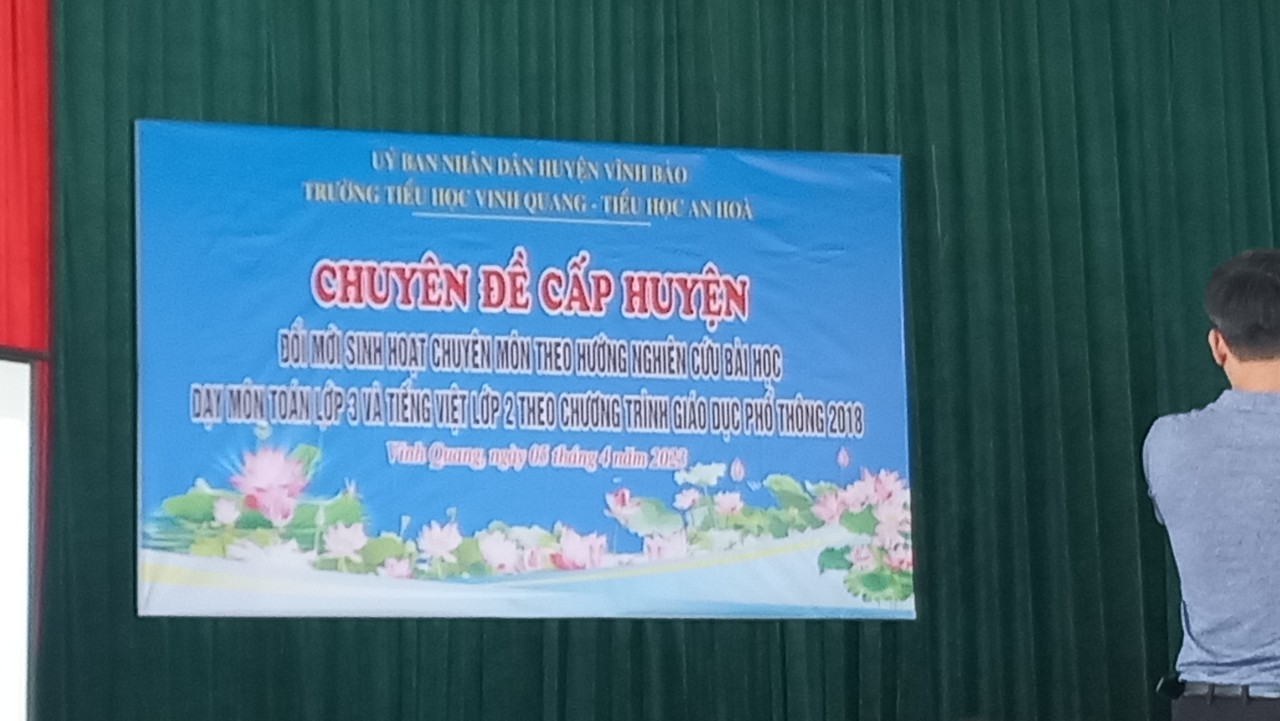 UỶ BAN NHÂN DÂN HUYỆN VĨNH BẢO
TRƯỜNG TIỂU HỌC VINH QUANG - TIỂU HỌC AN HOÀ
CHUYÊN ĐỀ CẤP HUYỆN
ĐỔI MỚI SINH HOẠT CHUYÊN MÔN THEO HƯỚNG NGHIÊN CỨU BÀI HỌC
DẠY MÔN TOÁN LỚP 3 VÀ TIẾNG VIỆT LỚP 2 THEO CHƯƠNG TRÌNH GIÁO DỤC PHỔ THÔNG 2018
Vinh Quang, ngày tháng 4 năm